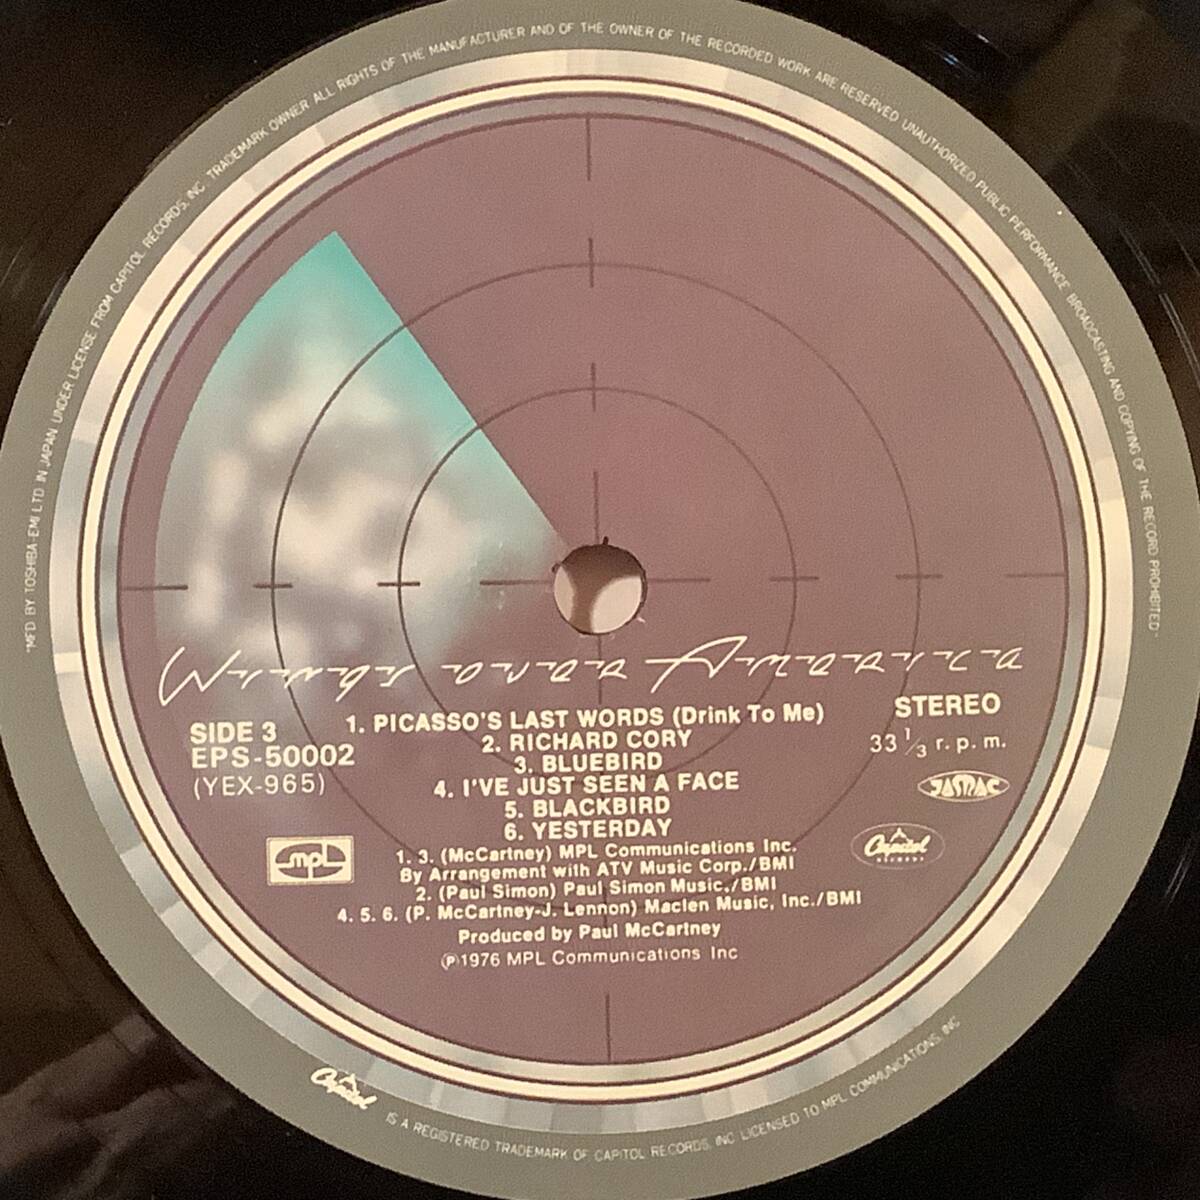 "MFD BY TOSHIBA-EMI LTD IN JAPAN UNDER LICENSE FROM CAPITOL RECORDS, INC. TRADEMARK OWNER ALL RIGHTS OF THE MANUFACTURER AND OF THE OWNER OF THE RECORDED WORK ARE RESERVED UNAUTHORIZED PUBLIC PERFORMANCE BROADCASTING AND COPYING OF THE RECORD PROHIBITED"
Wings over America
SIDE 3
EPS-50002
(YEX-965)
STEREO
33 1/3 r. p. m.
JASRAC
1. PICASSO'S LAST WORDS (Drink To Me)
2. RICHARD CORY
3. BLUEBIRD
4. I'VE JUST SEEN A FACE
5. BLACKBIRD
6. YESTERDAY
mpl
Capitol
RECORDS
1. 3. (McCartney) MPL Communications Inc.
By Arrangement with ATV Music Corp./BMI
2. (Paul Simon) Paul Simon Music,/BMI
4. 5. 6. (P. McCartney-J. Lennon) Maclen Music, Inc./BMI
Produced by Paul McCartney
℗1976 MPL Communications Inc
Capitol IS A REGISTERED TRADEMARK OF CAPITOL RECORDS, INC LICENSED TO MPL COMMUNICATIONS, INC